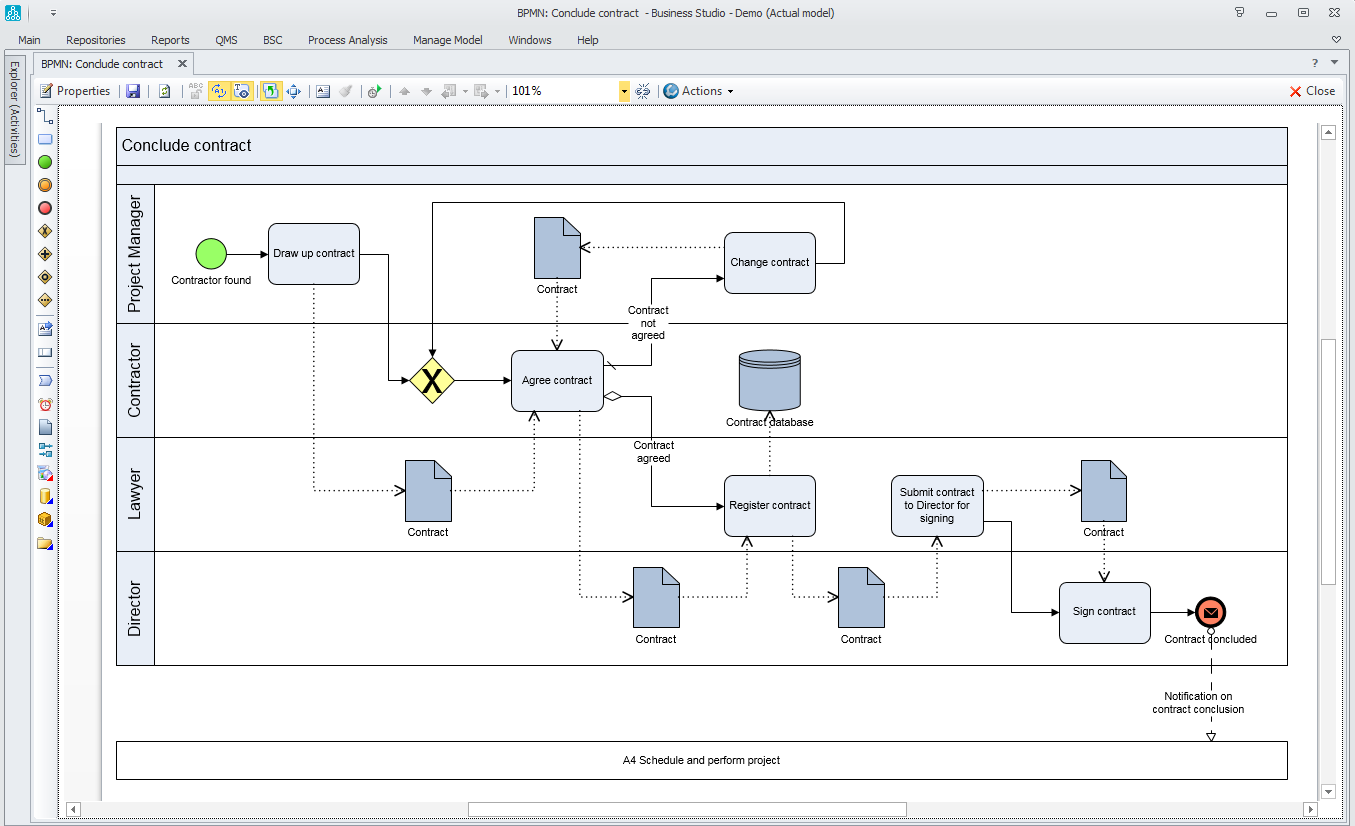 BPMN: Conclude contract - Business Studio - Demo (Actual model)
Main Repositories Reports QMS BSC Process Analysis Manage Model Windows Help
Explorer (Activities)
BPMN: Conclude contract
?
Properties
ABC
101%
Actions
Close
Conclude contract
Project Manager
Contractor found
Draw up contract
Contract
Change contract
Contract
not
agreed
Contractor
X
Agree contract
Contract database
Contract
agreed
Lawyer
Contract
Register contract
Submit contract
to Director for
signing
Contract
Director
Contract
Contract
Sign contract
Contract concluded
Notification on
contract conclusion
A4 Schedule and perform project